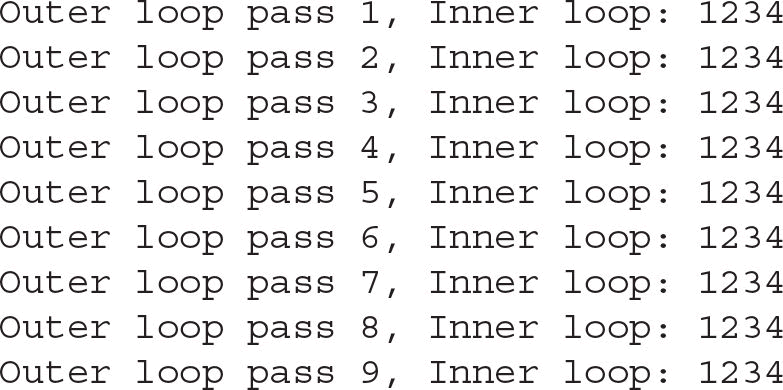 Outer loop pass 1, Inner loop: 1234
Outer loop pass 2, Inner loop: 1234
Outer loop pass 3, Inner loop: 1234
Outer loop pass 4, Inner loop: 1234
Outer loop pass 5, Inner loop: 1234
Outer loop pass 6, Inner loop: 1234
Outer loop pass 7, Inner loop: 1234
Outer loop pass 8, Inner loop: 1234
Outer loop pass 9, Inner loop: 1234